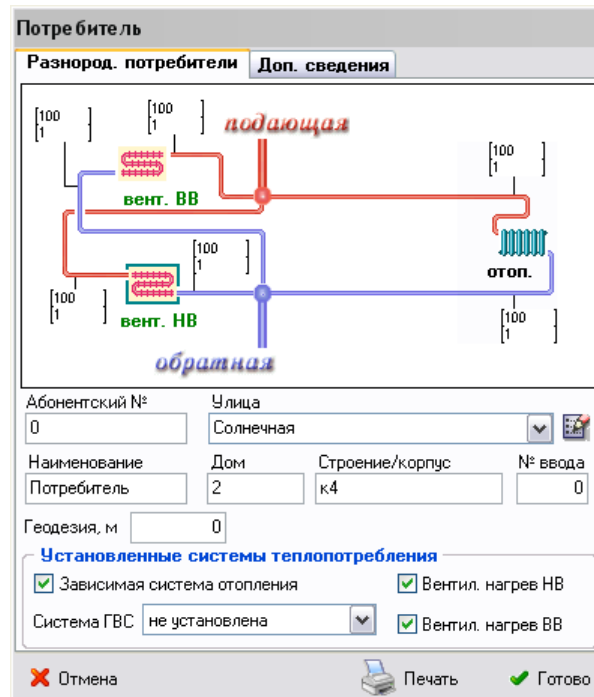 Потребитель
Разнород. потребители Доп. сведения
[100 1 ] [100 1 ] подающая
[100 1 ]
вент. ВВ
[100 1 ]
отоп.
[100 1 ] вент. НВ [100 1 ]
обратная
Абонентский № Улица
0 Солнечная
Наименование Дом Строение/корпус № ввода
Потребитель 2 к4 0
Геодезия, м 0
Установленные системы теплопотребления
Зависимая система отопления Вентил. нагрев НВ
Система ГВС не установлена Вентил. нагрев ВВ
Отмена Печать Готово